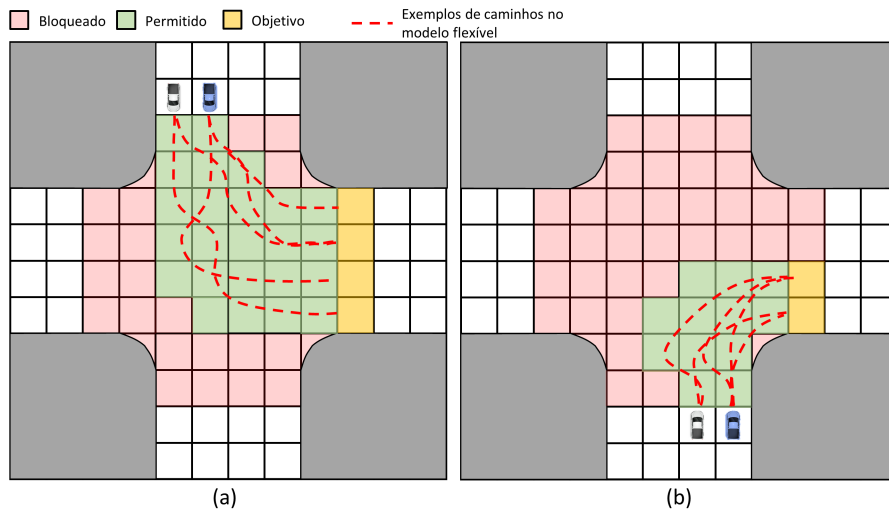 Bloqueado Permitido Objetivo Exemplos de caminhos no
modelo flexível
(a) (b)